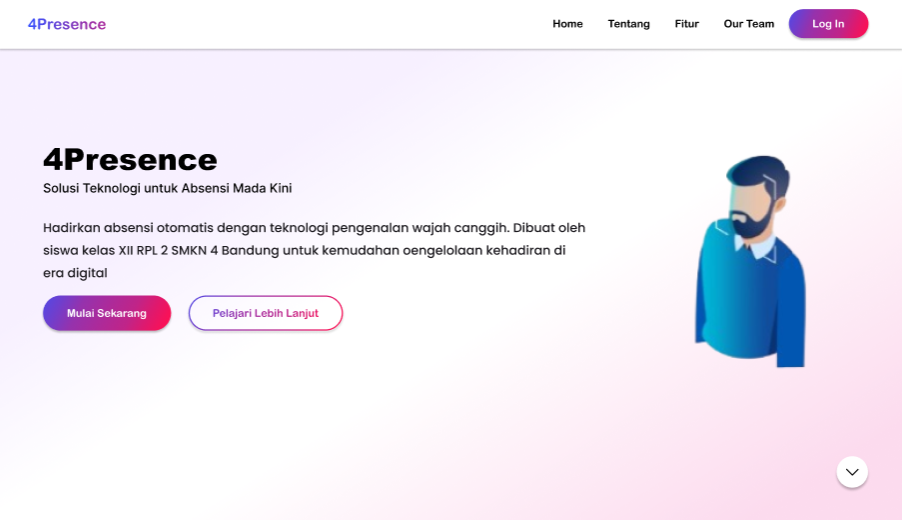 4Presence
Home Tentang Fitur Our Team Log In
4Presence
Solusi Teknologi untuk Absensi Mada Kini
Hadirkan absensi otomatis dengan teknologi pengenalan wajah canggih. Dibuat oleh
siswa kelas XII RPL 2 SMKN 4 Bandung untuk kemudahan oengelolaan kehadiran di
era digital
Mulai Sekarang Pelajari Lebih Lanjut